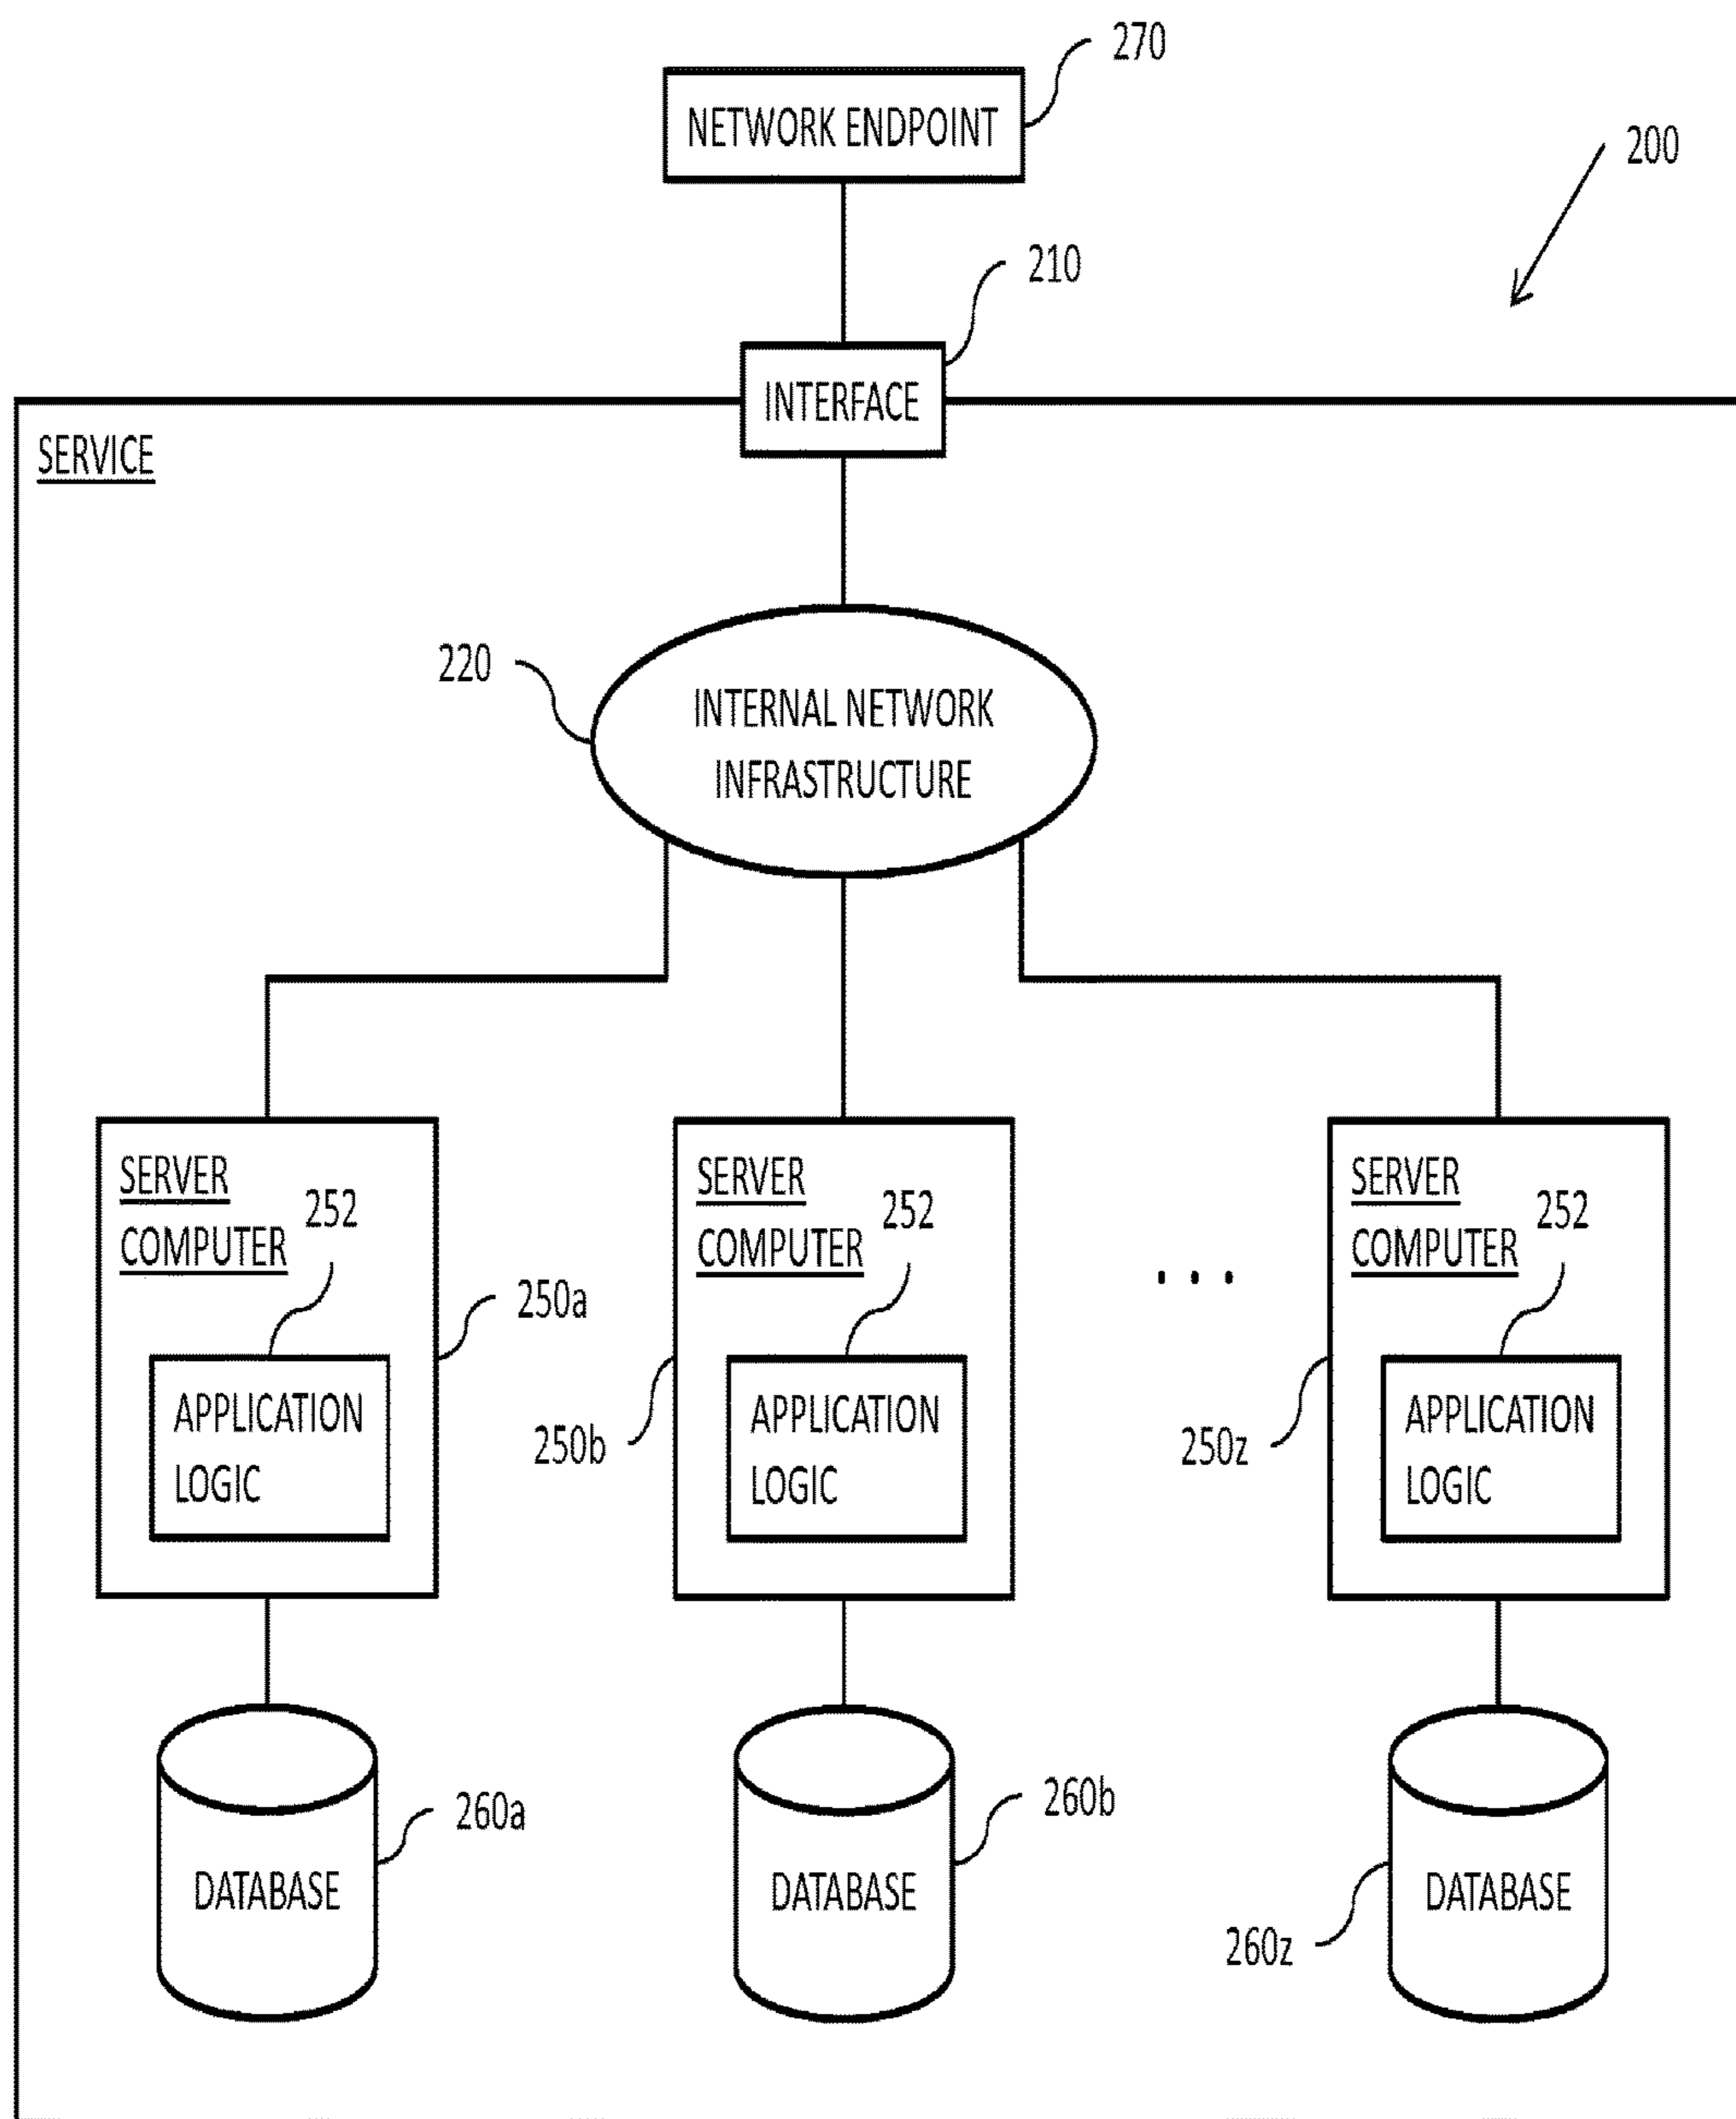 270
NETWORK ENDPOINT
200
210
INTERFACE
SERVICE
220
INTERNAL NETWORK
INFRASTRUCTURE
SERVER
COMPUTER
252
250a
APPLICATION
LOGIC
SERVER
COMPUTER
252
250b
APPLICATION
LOGIC
...
SERVER
COMPUTER
252
250z
APPLICATION
LOGIC
260a
DATABASE
260b
DATABASE
260z
DATABASE